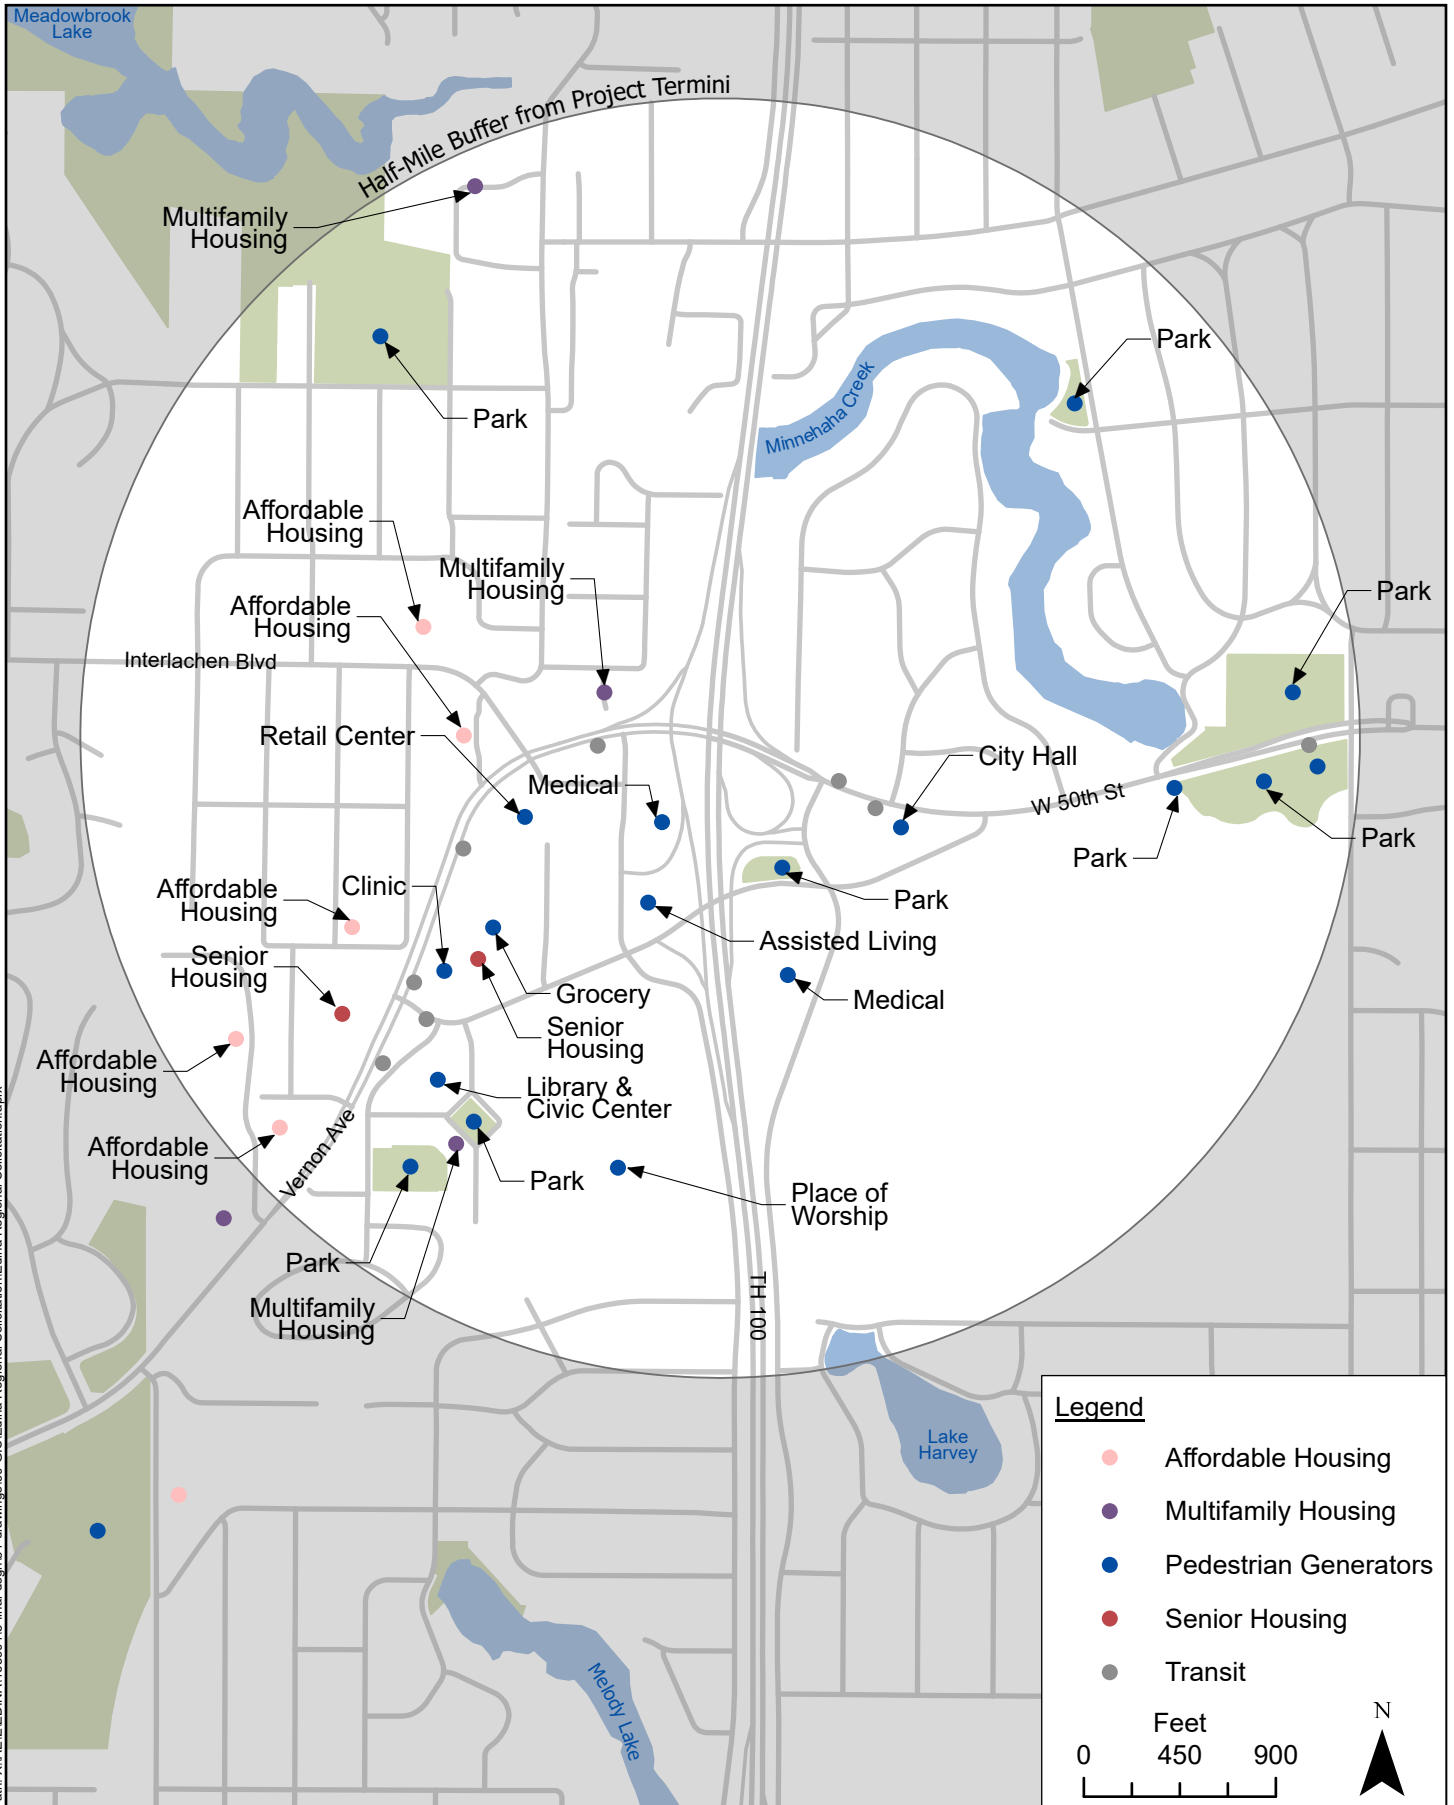 Meadowbrook
Lake
Half-Mile Buffer from Project Termini
Multifamily
Housing
Park
Park
Minnehaha Creek
Affordable
Housing
Multifamily
Housing
Park
Affordable
Housing
Interlachen Blvd
Retail Center
City Hall
Medical
W 50th St
Park
Park
Affordable
Housing
Clinic
Park
Assisted Living
Senior
Housing
Grocery
Medical
Senior
Housing
Affordable
Housing
Library &
Civic Center
Affordable
Housing
Vernon Ave
Park
Place of
Worship
Park
Multifamily
Housing
TH 100
Lake
Harvey
Melody Lake
Legend
Affordable Housing
Multifamily Housing
Pedestrian Generators
Senior Housing
Transit
Feet
0 450 900
N